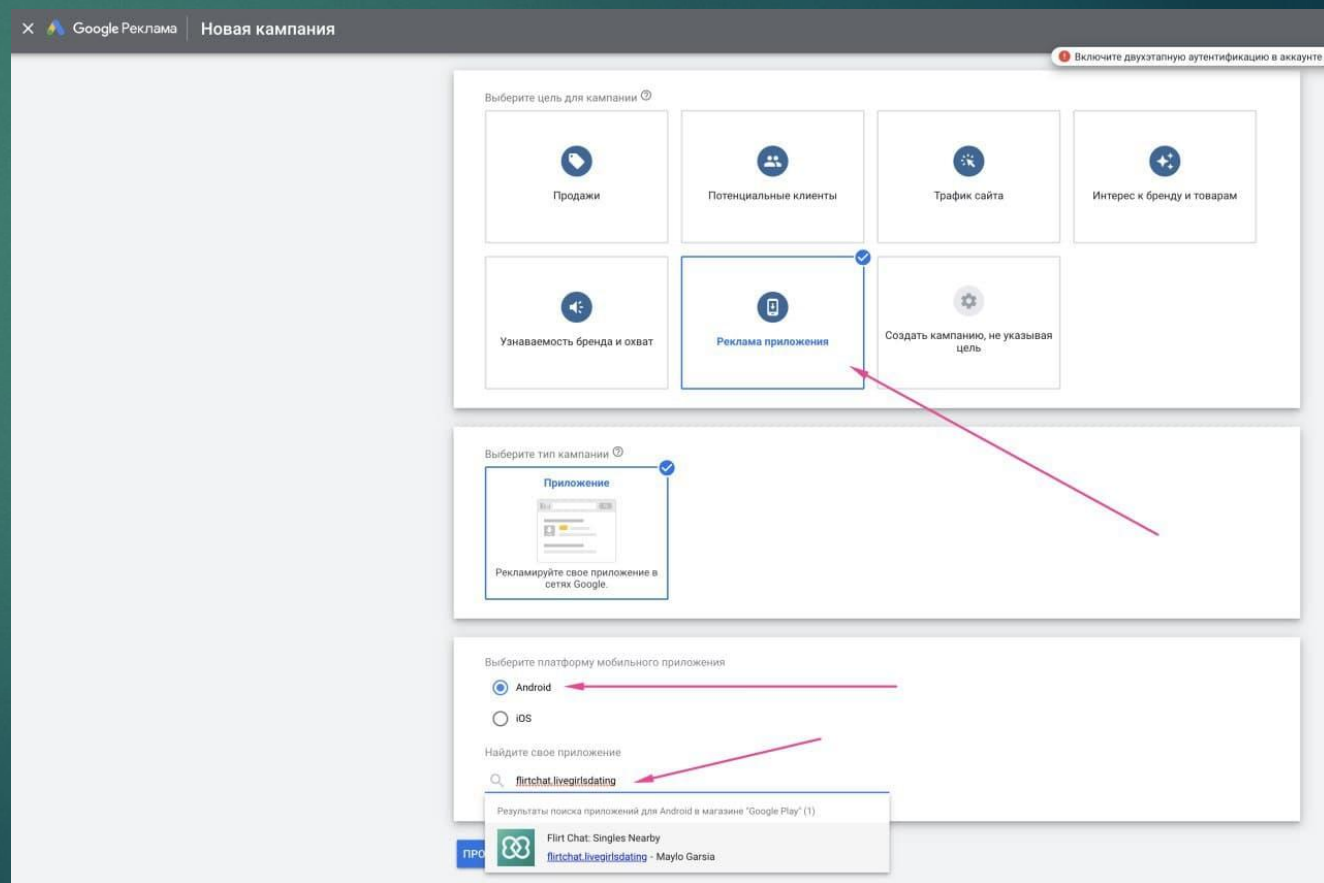 Google Реклама
Новая кампания
Включите двухэтапную аутентификацию в аккаунте
Выберите цель для кампании
Продажи
Потенциальные клиенты
Трафик сайта
Интерес к бренду и товарам
Узнаваемость бренда и охват
Реклама приложения
Создать кампанию, не указывая
цель
Выберите тип кампании
Приложение
Рекламируйте свое приложение в
сетях Google.
Выберите платформу мобильного приложения
Android
iOS
Найдите свое приложение
flirtchat.livegirlsdating
Результаты поиска приложений для Android в магазине "Google Play" (1)
Flirt Chat: Singles Nearby
flirtchat.livegirlsdating - Maylo Garsia
ПРО